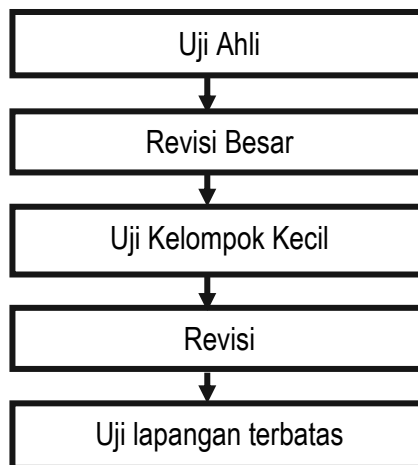 Uji Ahli
Revisi Besar
Uji Kelompok Kecil
Revisi
Uji lapangan terbatas